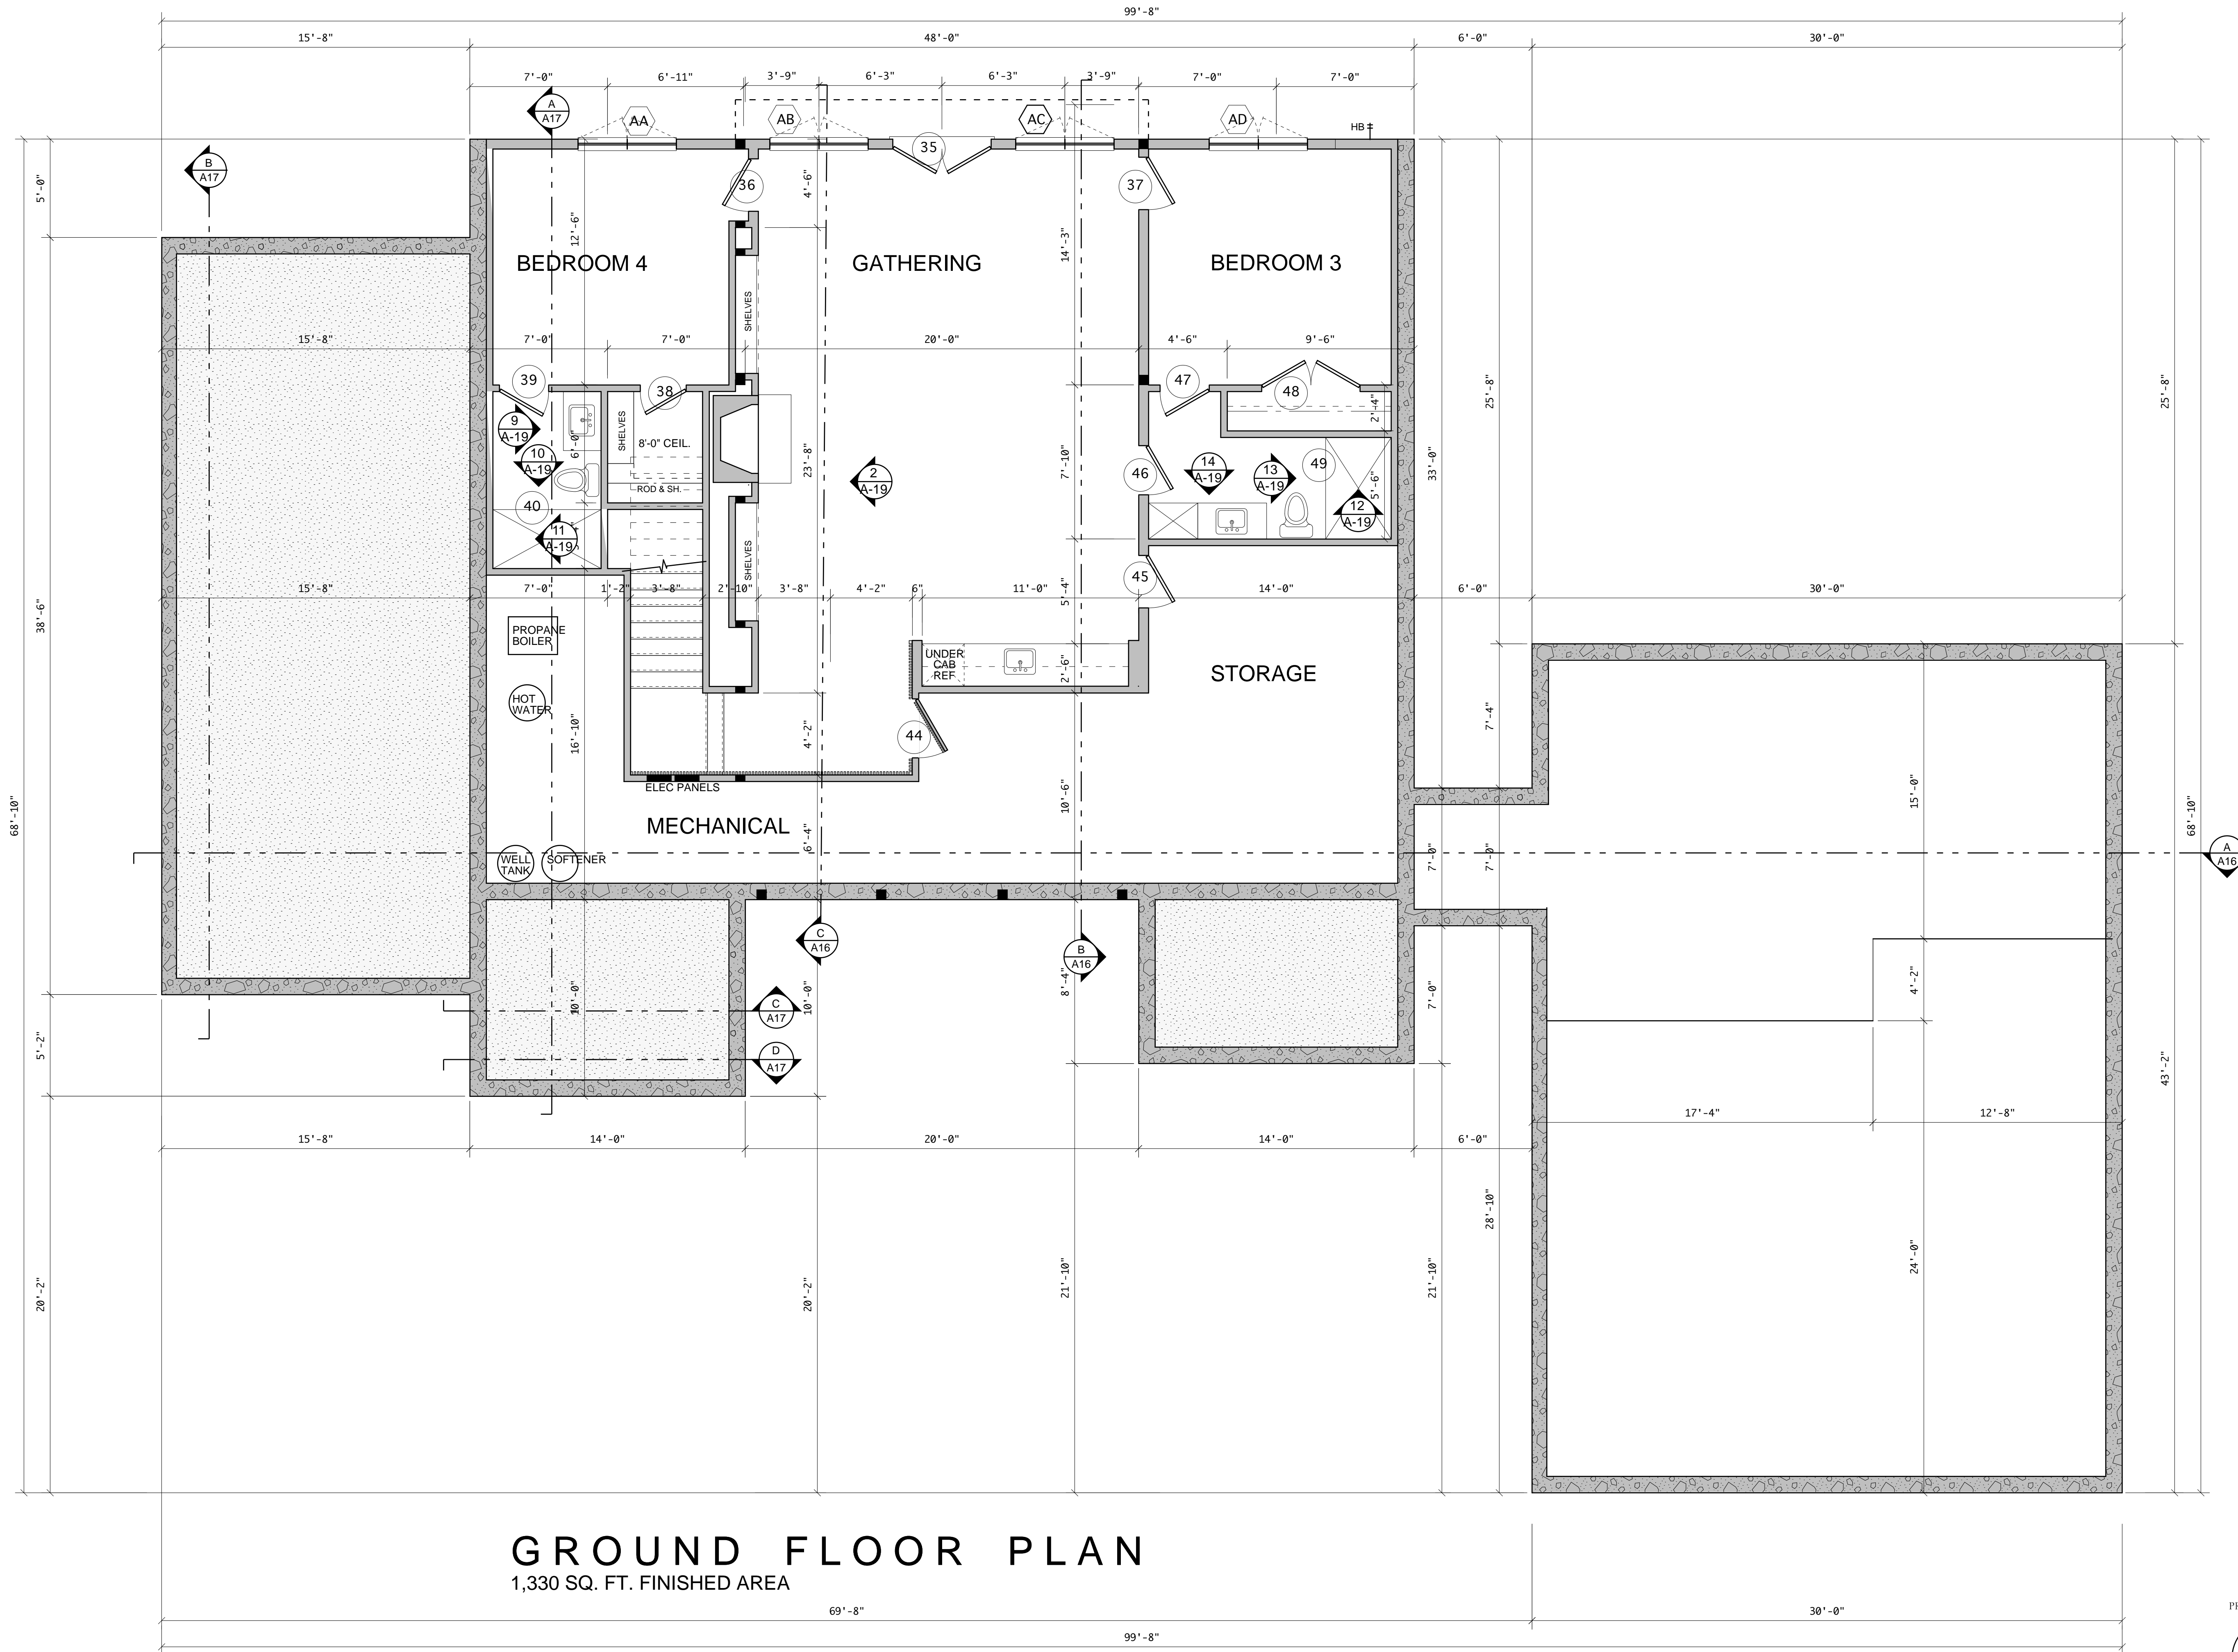 99'-8"
15'-8" 48'-0" 6'-0" 30'-0"
7'-0" 6'-11" 3'-9" 6'-3" 6'-3" 3'-9" 7'-0" 7'-0"
A
A17
AA AB AC AD
HB
35
B
A17
36 37
5'-0"
4'-6"
12'-6"
14'-3"
BEDROOM 4 GATHERING BEDROOM 3
SHELVES
15'-8" 7'-0" 7'-0" 20'-0" 4'-6" 9'-6"
25'-8"
25'-8"
33'-0"
39 38 47 48
2'-4"
9
A-19
SHELVES
8'-0" CEIL.
6'-0"
10
A-19
ROD & SH.
23'-8"
2
A-19
7'-10"
46
14
A-19
13
A-19
49
5'-6"
12
A-19
40
11
A-19
SHELVES
45
15'-8" 7'-0" 1'-2" 3'-8" 2'-10" 3'-8" 4'-2" 6" 11'-0" 14'-0" 6'-0" 30'-0"
5'-4"
38'-6"
PROPANE
BOILER
UNDER
CAB
REF
2'-6"
STORAGE
HOT
WATER
16'-10"
4'-2"
44
7'-4"
ELEC PANELS
10'-6"
15'-0"
68'-10"
68'-10"
MECHANICAL
6'-4"
WELL
TANK
SOFTENER
7'-0"
7'-0"
A
A16
C
A16
B
A16
10'-0"
10'-0"
8'-4"
7'-0"
4'-2"
C
A17
D
A17
5'-2"
43'-2"
17'-4" 12'-8"
15'-8" 14'-0" 20'-0" 14'-0" 6'-0"
28'-10"
24'-0"
20'-2"
20'-2"
21'-10"
21'-10"
GROUND FLOOR PLAN
1,330 SQ. FT. FINISHED AREA
69'-8" 30'-0"
99'-8"